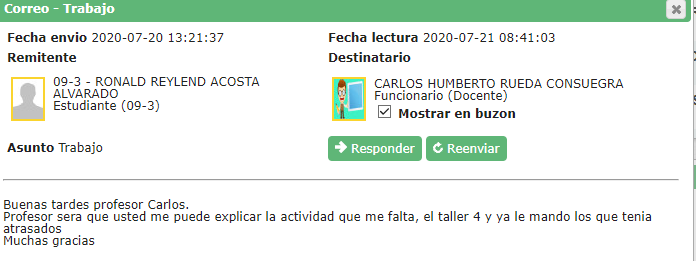 Correo - Trabajo
Fecha envio 2020-07-20 13:21:37
Fecha lectura 2020-07-21 08:41:03
Remitente
Destinatario
09-3 - RONALD REYLEND ACOSTA
ALVARADO
Estudiante (09-3)
CARLOS HUMBERTO RUEDA CONSUEGRA
Funcionario (Docente)
Mostrar en buzon
Asunto Trabajo
Responder
Reenviar
Buenas tardes profesor Carlos.
Profesor sera que usted me puede explicar la actividad que me falta, el taller 4 y ya le mando los que tenia
atrasados
Muchas gracias